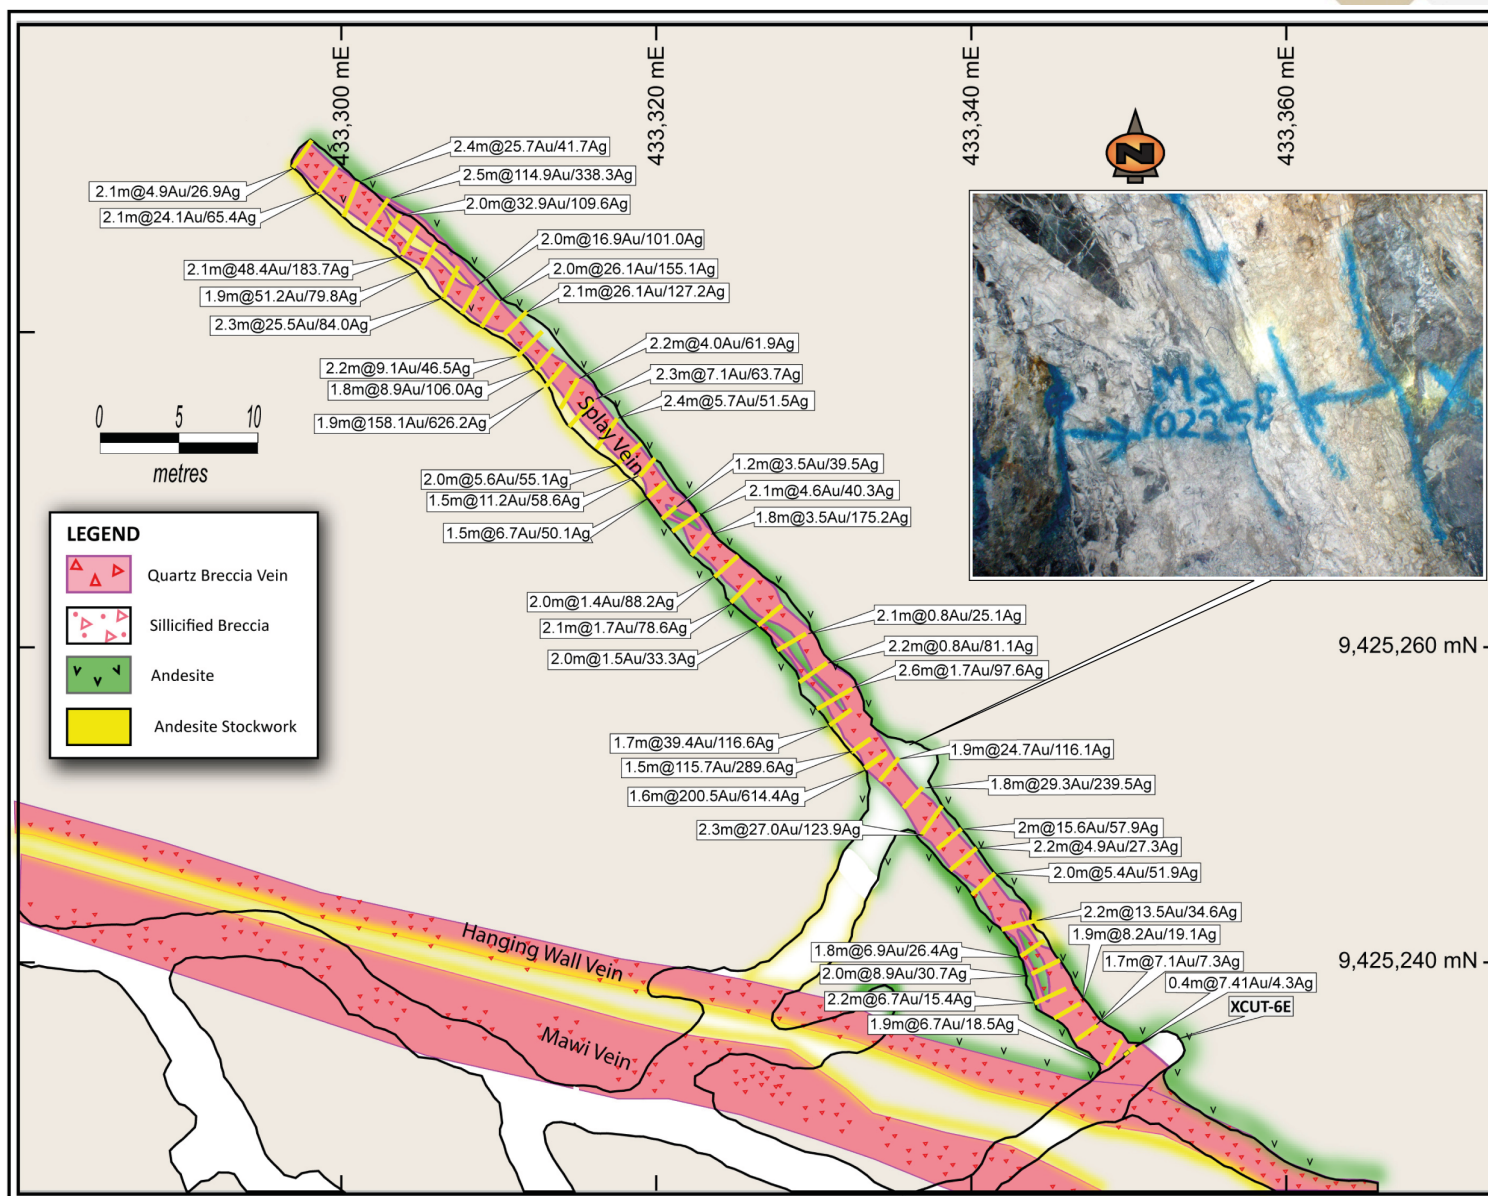 433,300 mE
433,320 mE
433,340 mE
433,360 mE
N
2.4m@25.7Au/41.7Ag
2.5m@114.9Au/338.3Ag
2.0m@32.9Au/109.6Ag
2.1m@4.9Au/26.9Ag
2.1m@24.1Au/65.4Ag
2.0m@16.9Au/101.0Ag
2.0m@26.1Au/155.1Ag
2.1m@26.1Au/127.2Ag
2.1m@48.4Au/183.7Ag
1.9m@51.2Au/79.8Ag
2.3m@25.5Au/84.0Ag
2.2m@4.0Au/61.9Ag
2.3m@7.1Au/63.7Ag
2.4m@5.7Au/51.5Ag
2.2m@9.1Au/46.5Ag
1.8m@8.9Au/106.0Ag
1.9m@158.1Au/626.2Ag
Splay Vein
0 5 10
metres
1.2m@3.5Au/39.5Ag
2.1m@4.6Au/40.3Ag
1.8m@3.5Au/175.2Ag
2.0m@5.6Au/55.1Ag
1.5m@11.2Au/58.6Ag
1.5m@6.7Au/50.1Ag
MS
10225E
LEGEND
Quartz Breccia Vein
Sillicified Breccia
Andesite
Andesite Stockwork
2.0m@1.4Au/88.2Ag
2.1m@1.7Au/78.6Ag
2.0m@1.5Au/33.3Ag
2.1m@0.8Au/25.1Ag
2.2m@0.8Au/81.1Ag
2.6m@1.7Au/97.6Ag
9,425,260 mN
1.7m@39.4Au/116.6Ag
1.5m@115.7Au/289.6Ag
1.6m@200.5Au/614.4Ag
2.3m@27.0Au/123.9Ag
1.9m@24.7Au/116.1Ag
1.8m@29.3Au/239.5Ag
2m@15.6Au/57.9Ag
2.2m@4.9Au/27.3Ag
2.0m@5.4Au/51.9Ag
2.2m@13.5Au/34.6Ag
1.9m@8.2Au/19.1Ag
1.7m@7.1Au/7.3Ag
0.4m@7.41Au/4.3Ag
XCUT-6E
9,425,240 mN
1.8m@6.9Au/26.4Ag
2.0m@8.9Au/30.7Ag
2.2m@6.7Au/15.4Ag
1.9m@6.7Au/18.5Ag
Hanging Wall Vein
Mawi Vein